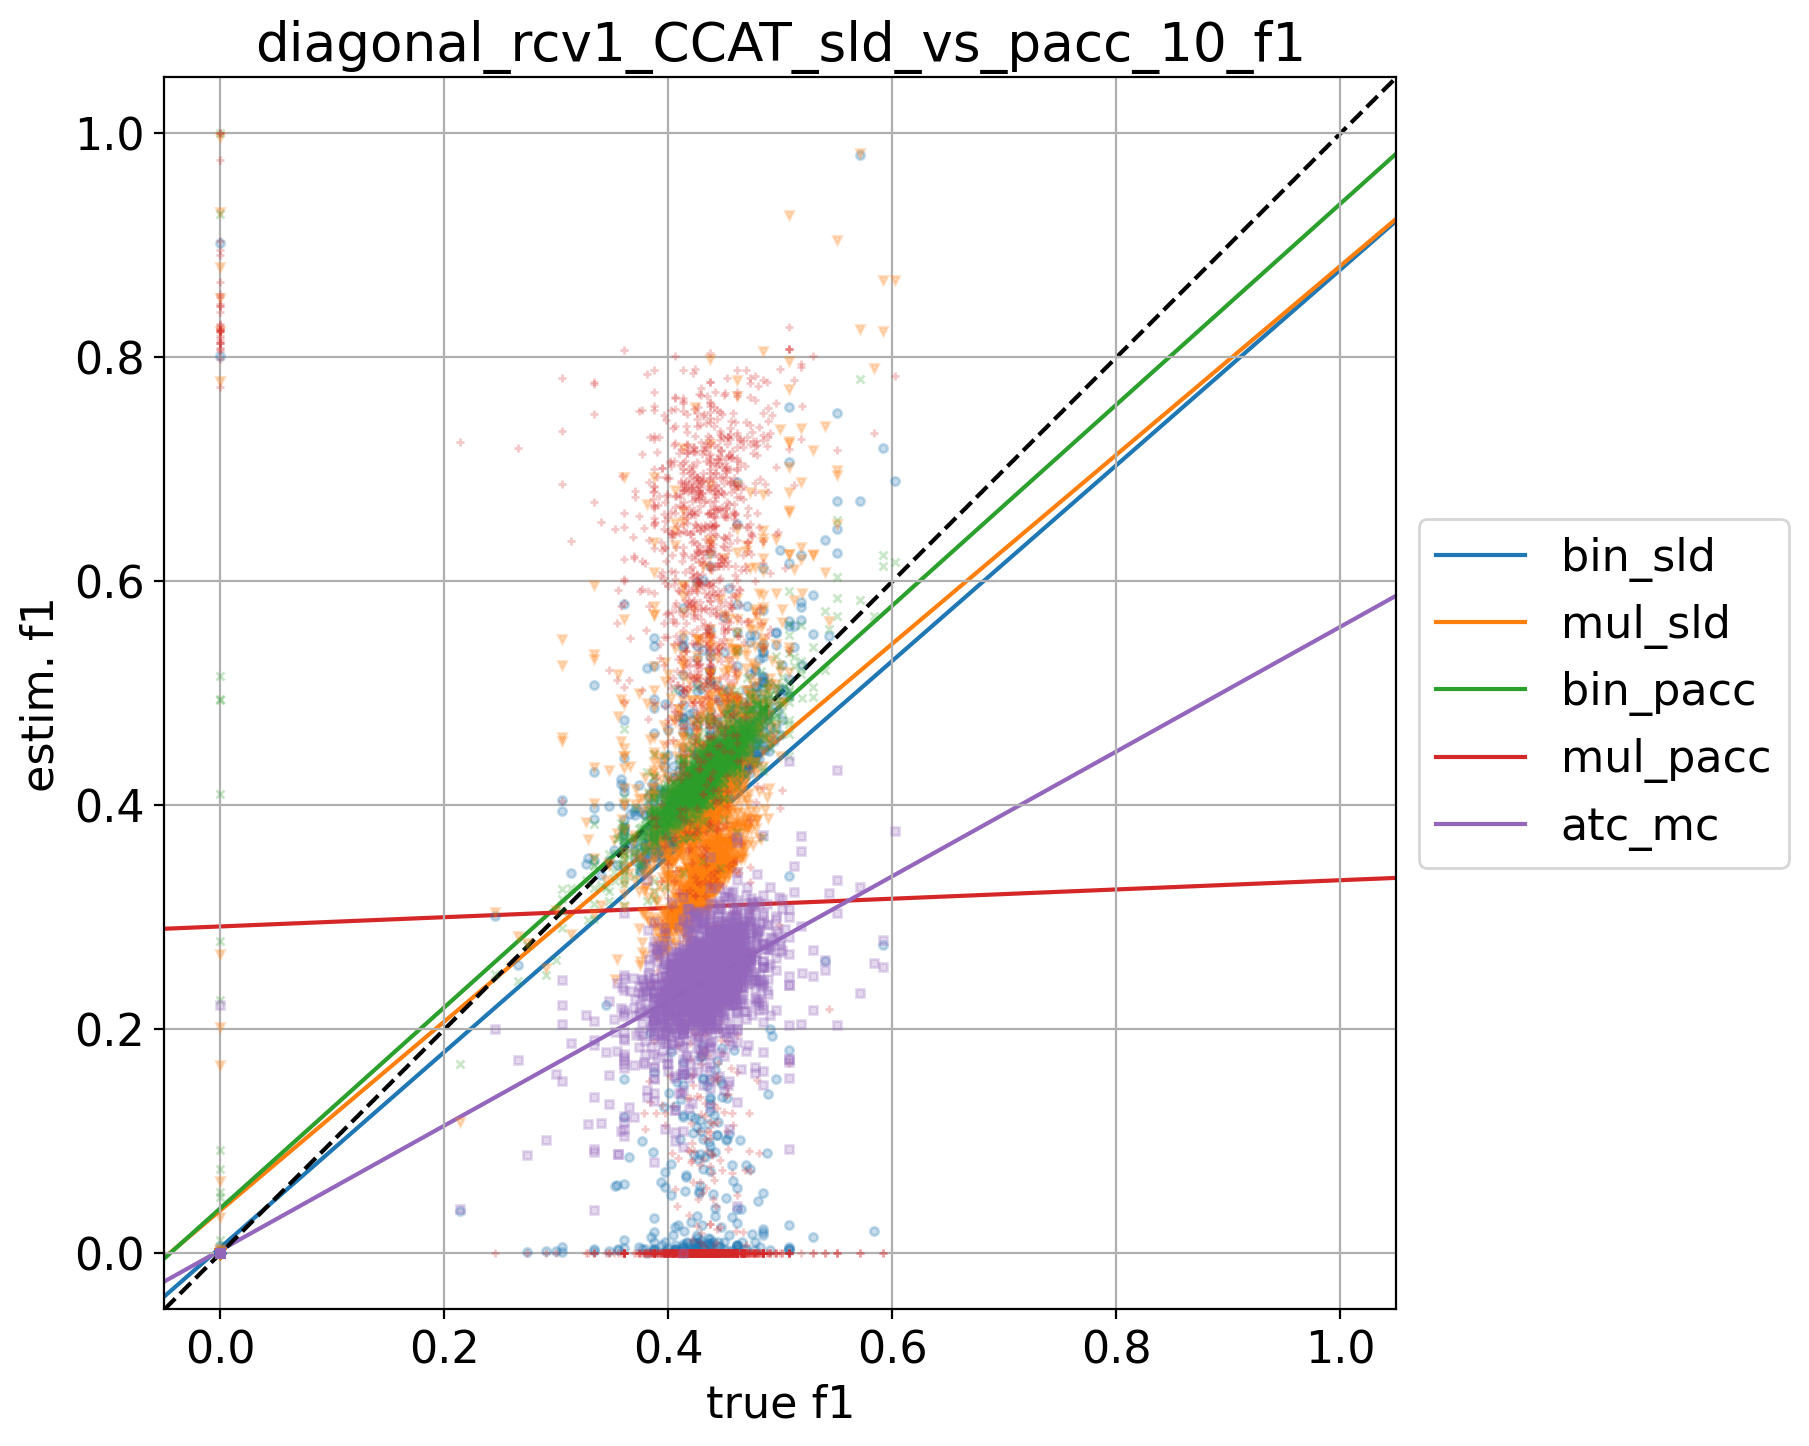 diagonal_rcv1_CCAT_sld_vs_pacc_10_f1
1.0
0.8
0.6
0.4
0.2
0.0
estim. f1
0.0 0.2 0.4 0.6 0.8 1.0
true f1
bin_sld
mul_sld
bin_pacc
mul_pacc
atc_mc